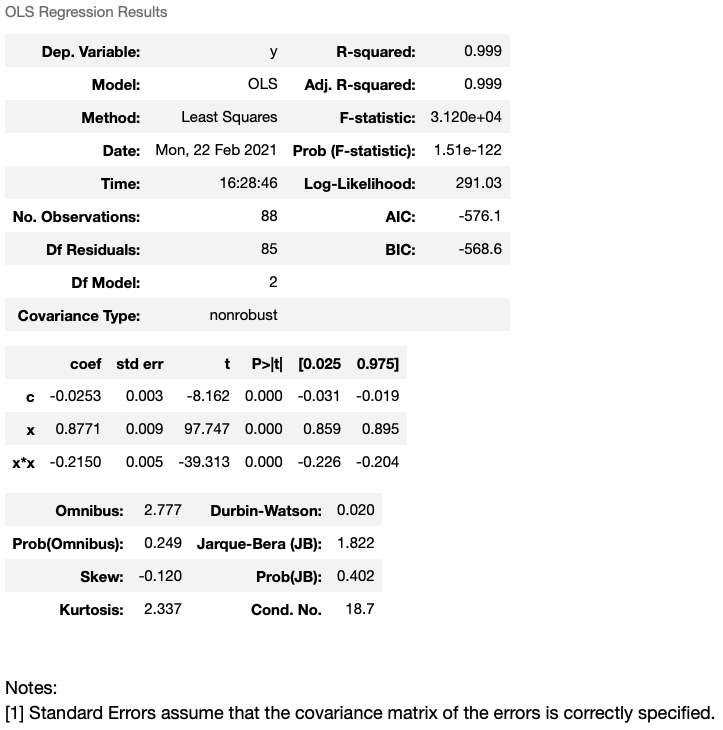 OLS Regression Results
Dep. Variable: y R-squared: 0.999
Model: OLS Adj. R-squared: 0.999
Method: Least Squares F-statistic: 3.120e+04
Date: Mon, 22 Feb 2021 Prob (F-statistic): 1.51e-122
Time: 16:28:46 Log-Likelihood: 291.03
No. Observations: 88 AIC: -576.1
Df Residuals: 85 BIC: -568.6
Df Model: 2
Covariance Type: nonrobust
coef std err t P>|t| [0.025 0.975]
c -0.0253 0.003 -8.162 0.000 -0.031 -0.019
x 0.8771 0.009 97.747 0.000 0.859 0.895
x*x -0.2150 0.005 -39.313 0.000 -0.226 -0.204
Omnibus: 2.777 Durbin-Watson: 0.020
Prob(Omnibus): 0.249 Jarque-Bera (JB): 1.822
Skew: -0.120 Prob(JB): 0.402
Kurtosis: 2.337 Cond. No. 18.7
Notes:
[1] Standard Errors assume that the covariance matrix of the errors is correctly specified.